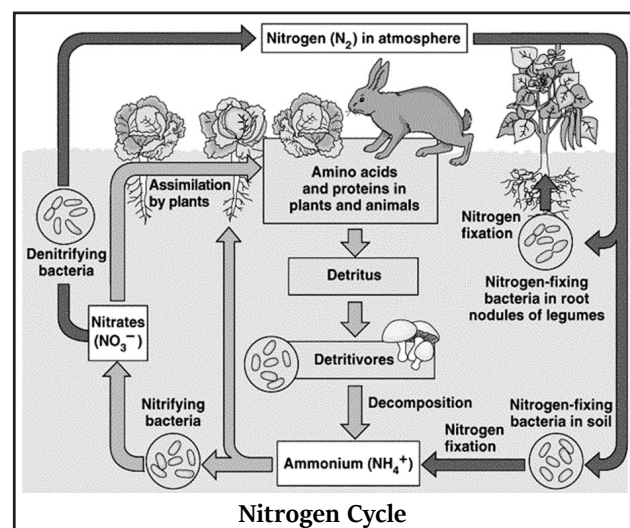 Nitrogen (N₂) in atmosphere
Assimilation
by plants
Amino acids
and proteins in
plants and animals
Denitrifying
bacteria
Nitrogen
fixation
Nitrogen-fixing
bacteria in root
nodules of legumes
Detritus
Nitrates
(NO₃⁻)
Detritivores
Decomposition
Nitrifying
bacteria
Nitrogen-fixing
bacteria in soil
Nitrogen
fixation
Ammonium (NH₄⁺)
Nitrogen Cycle